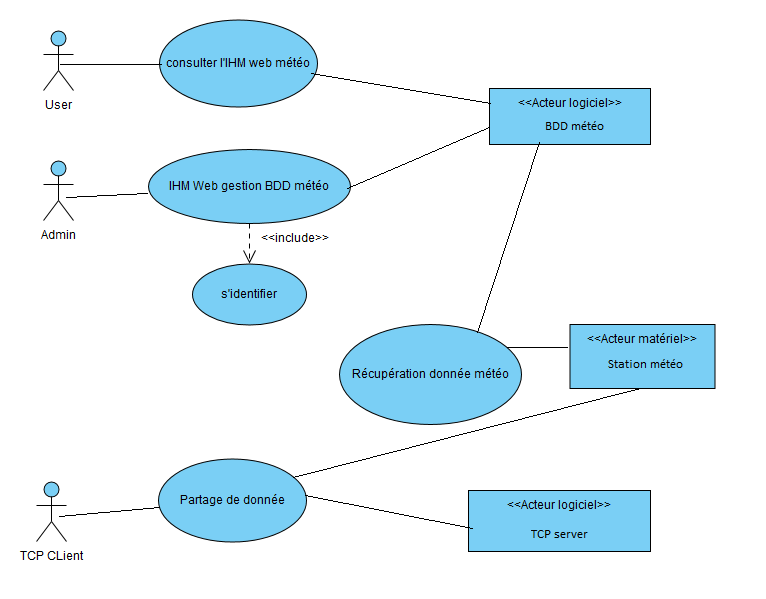 consulter l'IHM web météo
User
<<Acteur logiciel>>
BDD météo
IHM Web gestion BDD météo
Admin
<<include>>
s'identifier
<<Acteur matériel>>
Station météo
Récupération donnée météo
Partage de donnée
<<Acteur logiciel>>
TCP server
TCP CLient